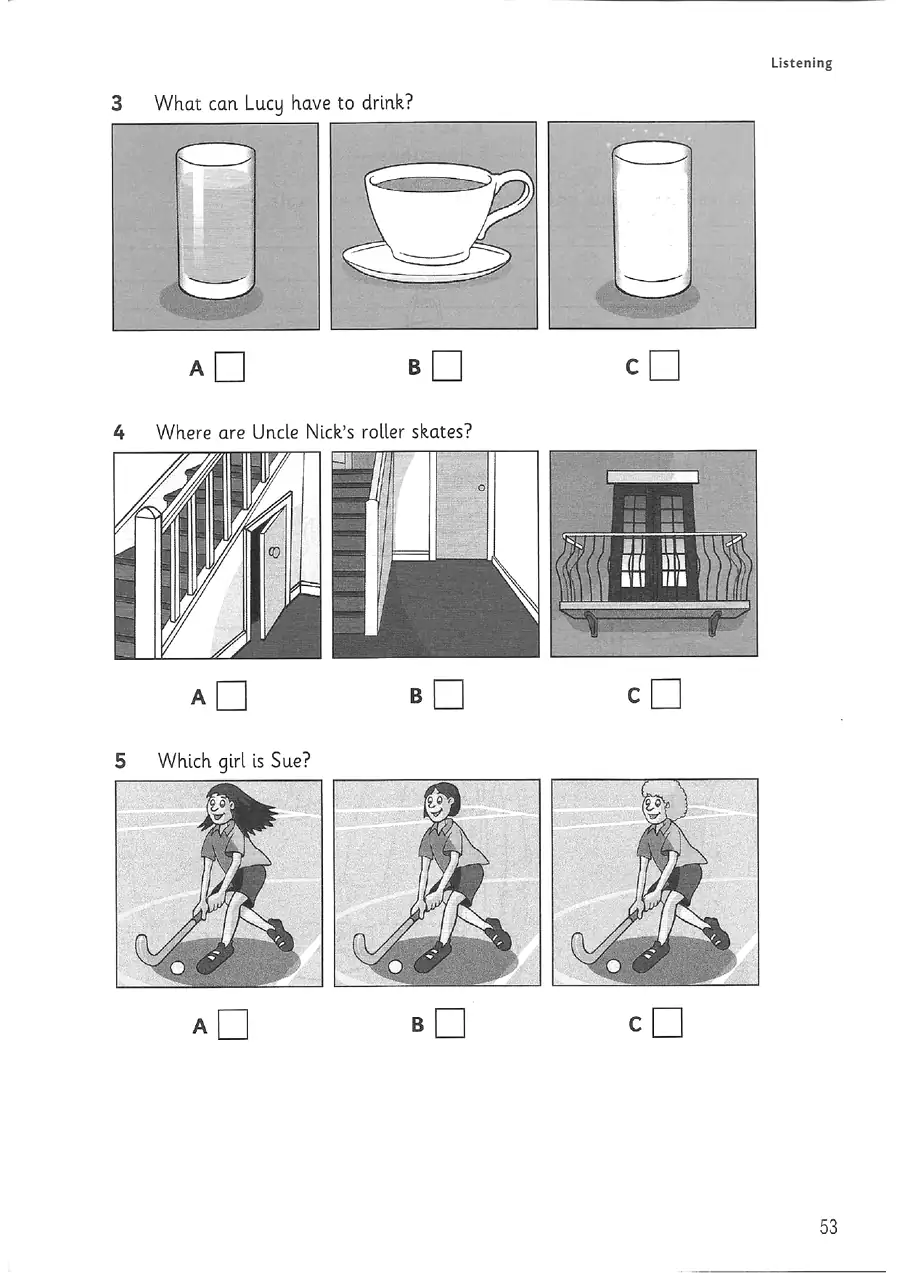 Listening
3 What can Lucy have to drink?
A B C
4 Where are Uncle Nick's roller skates?
A B C
5 Which girl is Sue?
A B C
53